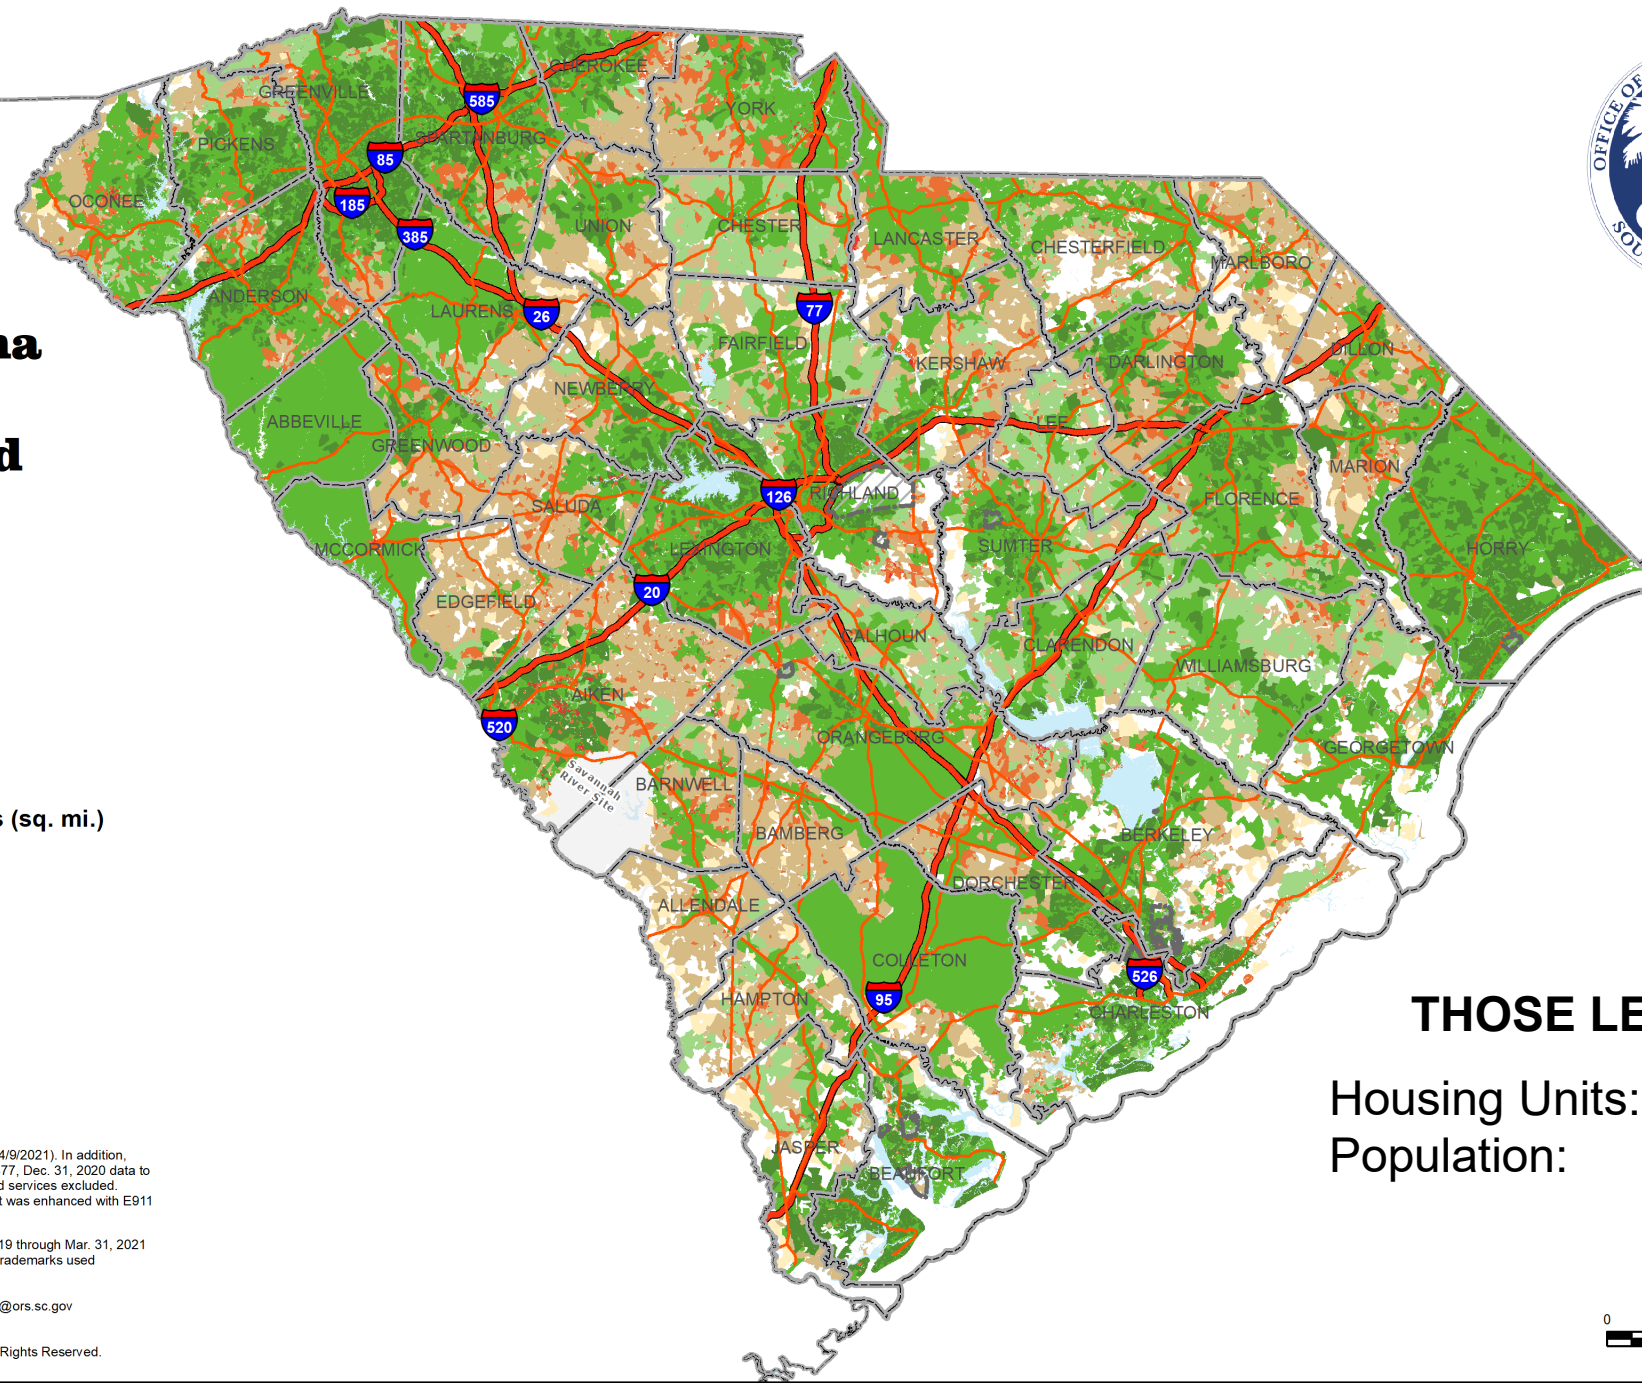 na
d
s (sq. mi.)
4/9/2021). In addition,
77, Dec. 31, 2020 data to
d services excluded.
t was enhanced with E911
19 through Mar. 31, 2021
rademarks used
@ors.sc.gov
Rights Reserved.
OFFICE OF
SOU
CHEROKEE
GREENVILLE
585
YORK
SPARTANBURG
PICKENS
85
OCONEE
185
385
UNION
CHESTER
LANCASTER
CHESTERFIELD
MARLBORO
ANDERSON
LAURENS
26
77
FAIRFIELD
KERSHAW
DARLINGTON
DILLON
NEWBERRY
ABBEVILLE
GREENWOOD
LEE
MARION
126
RICHLAND
FLORENCE
SALUDA
MCCORMICK
LEXINGTON
SUMTER
HORRY
20
EDGEFIELD
CALHOUN
CLARENDON
WILLIAMSBURG
AIKEN
520
ORANGEBURG
GEORGETOWN
Savannah
River Site
BARNWELL
BAMBERG
BERKELEY
DORCHESTER
ALLENDALE
COLLETON
526
HAMPTON
95
CHARLESTON
JASPER
BEAUFORT
THOSE LE
Housing Units:
Population:
0